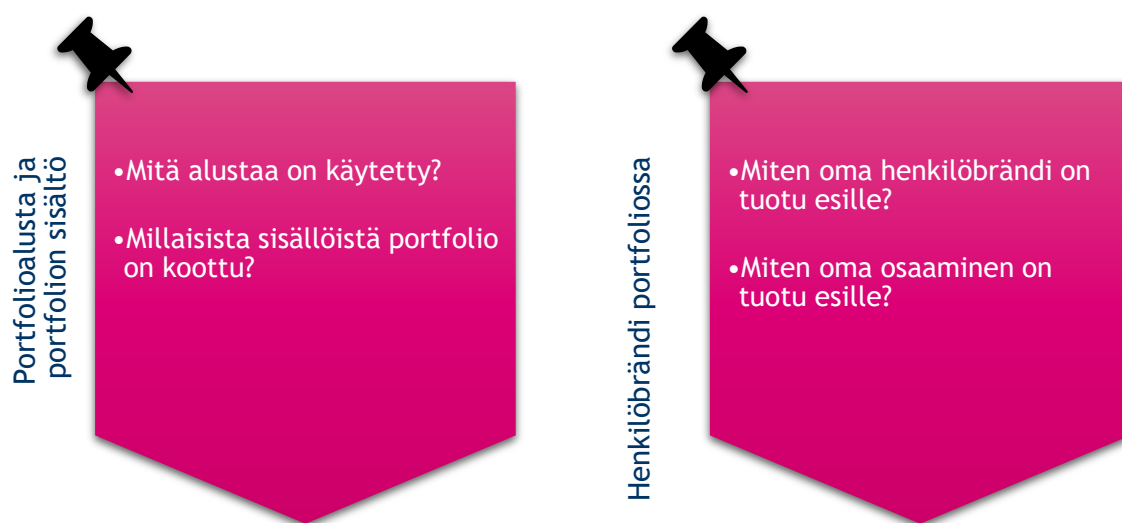 Portfolioalusta ja
portfolion sisältö
•Mitä alustaa on käytetty?
•Millaisista sisällöistä portfolio
on koottu?
Henkilöbrändi portfoliossa
•Miten oma henkilöbrändi on
tuotu esille?
•Miten oma osaaminen on
tuotu esille?